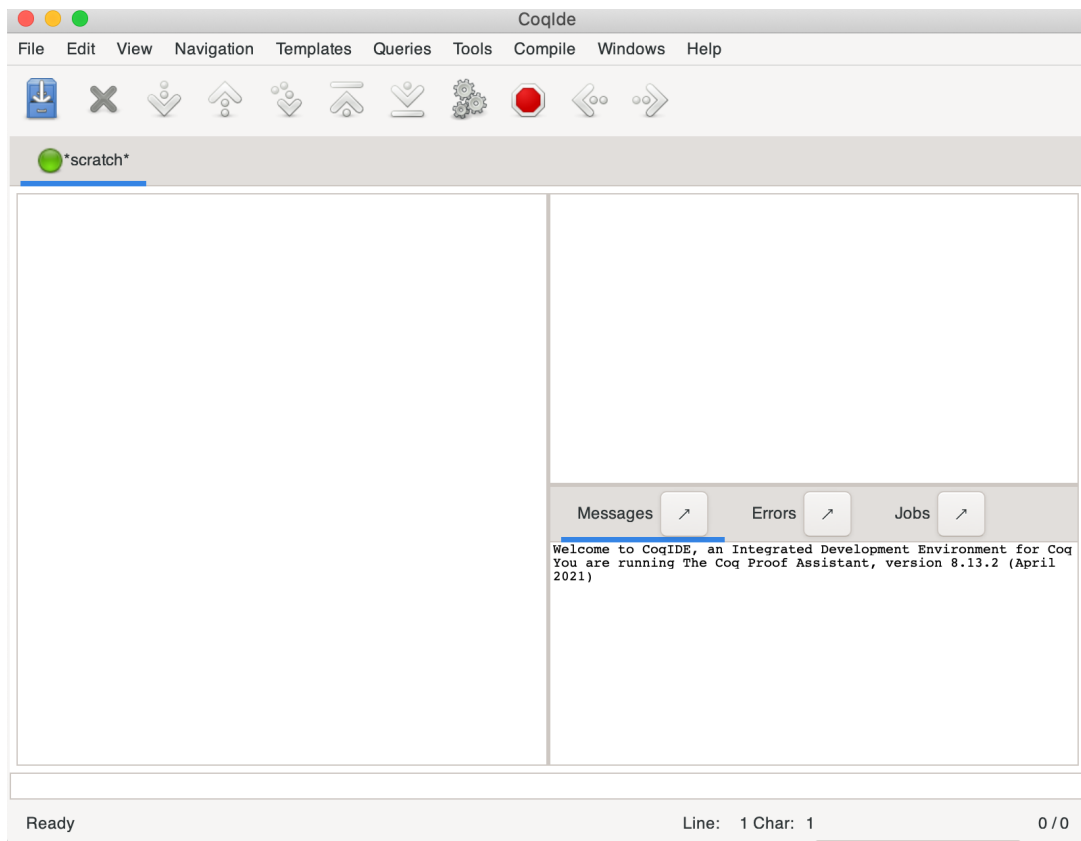 CoqIde
File Edit View Navigation Templates Queries Tools Compile Windows Help
*scratch*
Messages ↗ Errors ↗ Jobs ↗
Welcome to CoqIDE, an Integrated Development Environment for Coq
You are running The Coq Proof Assistant, version 8.13.2 (April
2021)
Ready Line: 1 Char: 1 0 / 0